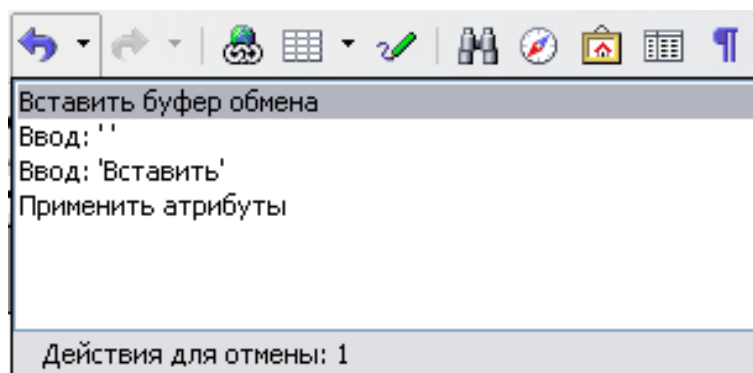 Вставить буфер обмена
Ввод: ' '
Ввод: 'Вставить'
Применить атрибуты
Действия для отмены: 1